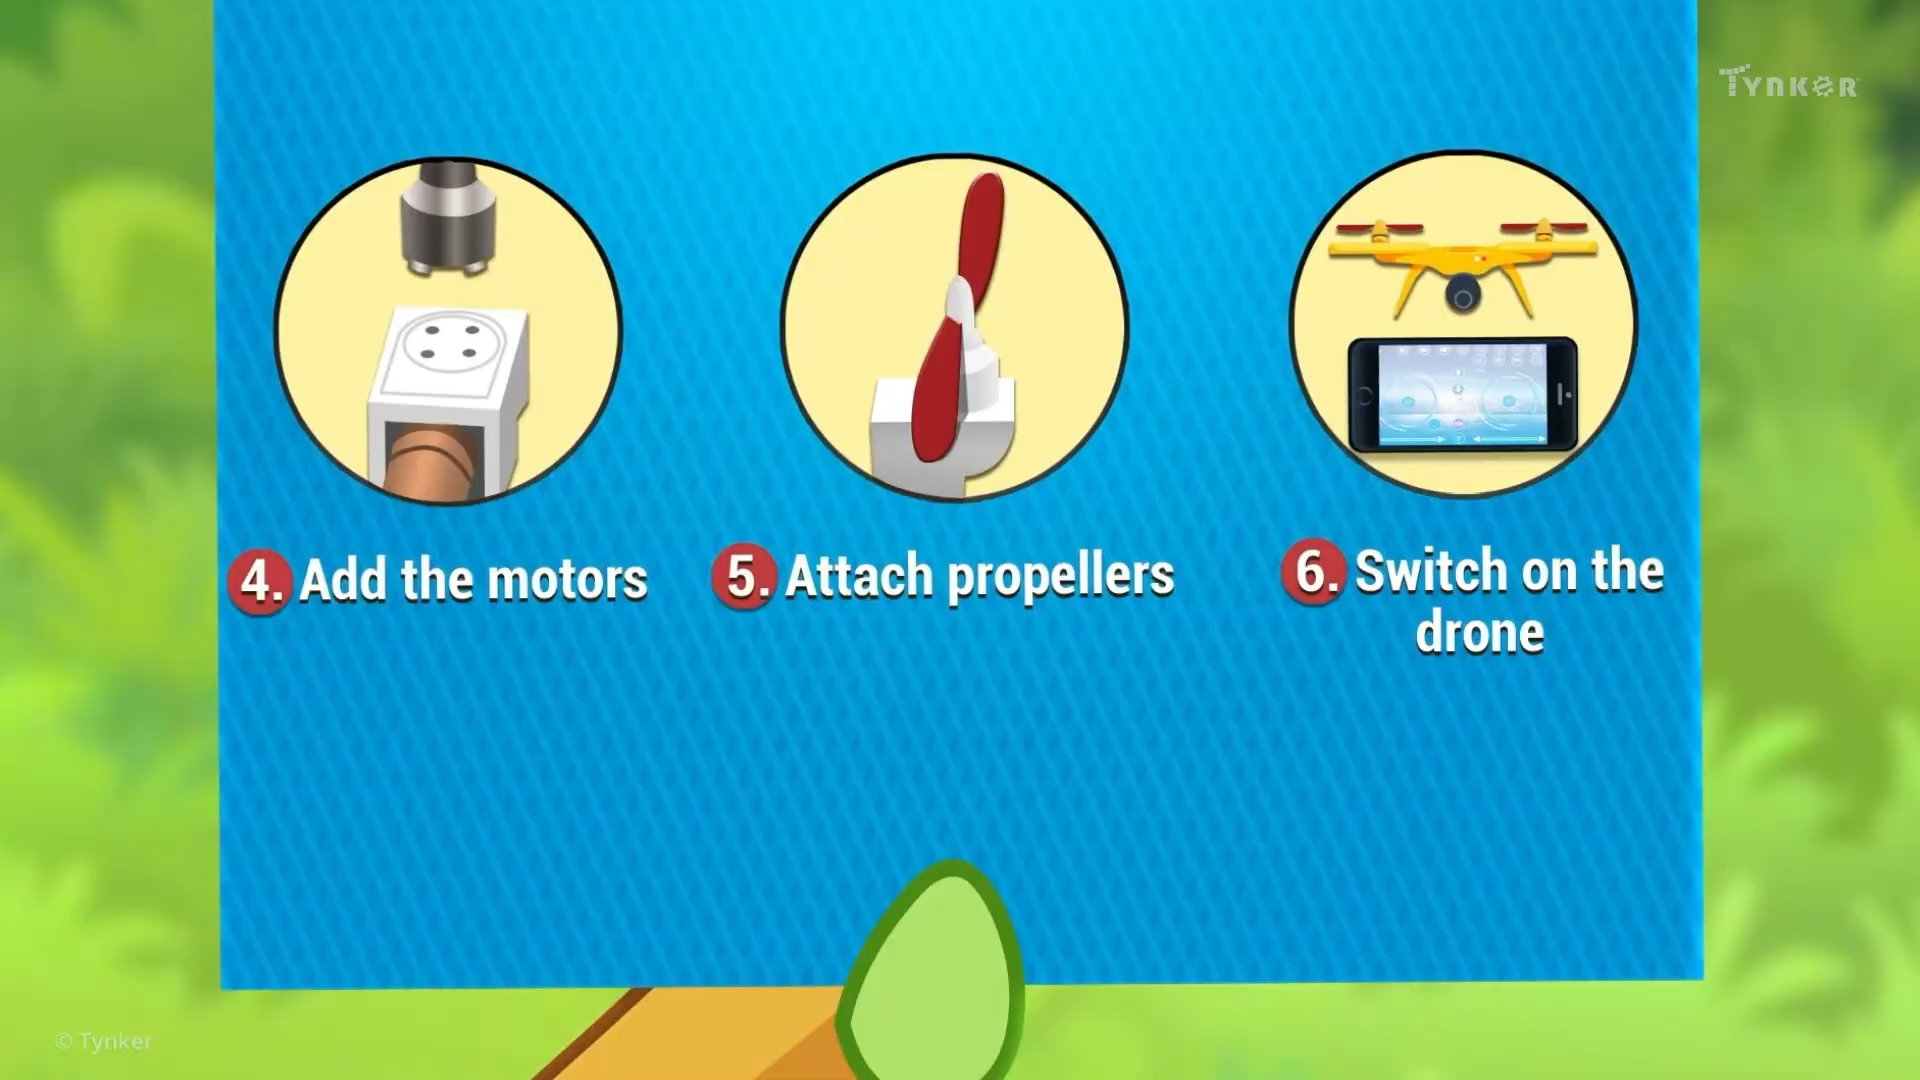 TYNKER
4. Add the motors
5. Attach propellers
6. Switch on the
drone
© Tynker